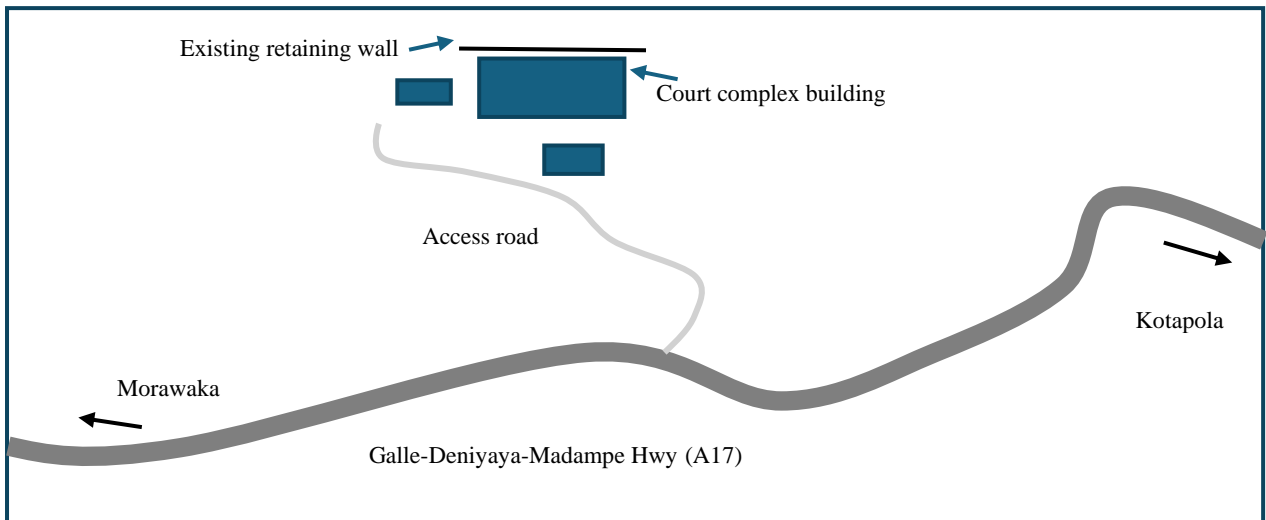 Existing retaining wall
Court complex building
Access road
Kotapola
Morawaka
Galle-Deniyaya-Madampe Hwy (A17)